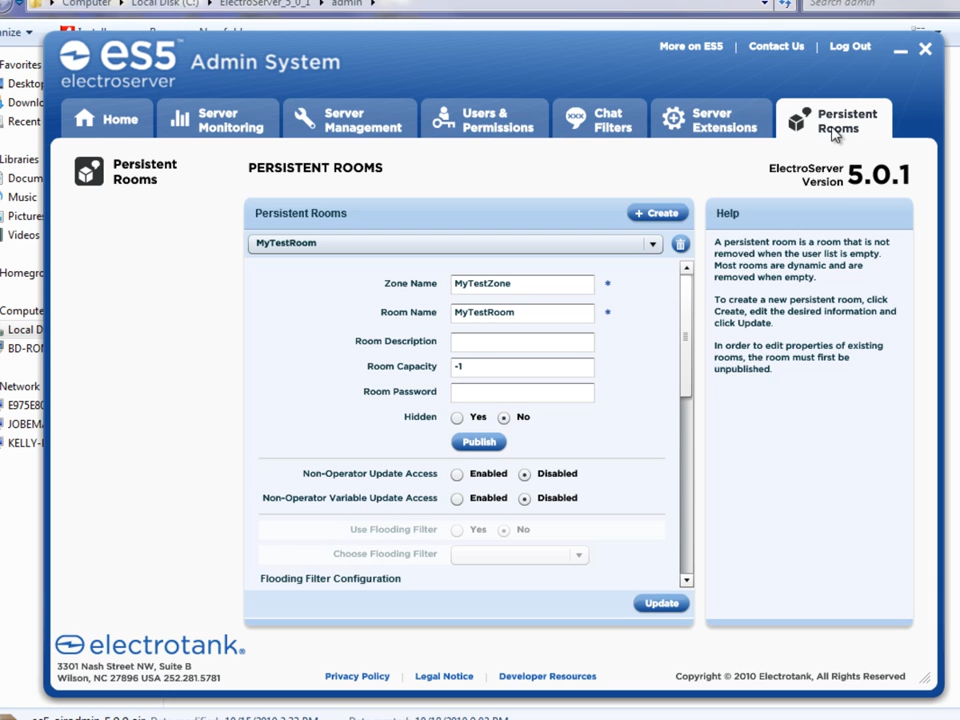 Computer
Local Disk (C:)
ElectroServer_5_0_1
admin
Search admin
nize
Favorites
Desktop
Recent
Libraries
Music
Pictures
Videos
Network
E975E80
KELLY-
ES5™
electroserver
Admin System
More on ES5 | Contact Us | Log Out
Home
Server Monitoring
Server Management
Users & Permissions
Chat Filters
Server Extensions
Persistent Rooms
Persistent Rooms
PERSISTENT ROOMS
ElectroServer Version 5.0.1
Persistent Rooms
+ Create
MyTestRoom
Zone Name MyTestZone *
Room Name MyTestRoom *
Room Description
Room Capacity -1
Room Password
Hidden Yes No
Publish
Non-Operator Update Access Enabled Disabled
Non-Operator Variable Update Access Enabled Disabled
Use Flooding Filter Yes No
Choose Flooding Filter
Flooding Filter Configuration
Update
Help
A persistent room is a room that is not
removed when the user list is empty.
Most rooms are dynamic and are
removed when empty.
To create a new persistent room, click
Create, edit the desired information and
click Update.
In order to edit properties of existing
rooms, the room must first be
unpublished.
electrotank®
3301 Nash Street NW, Suite B
Wilson, NC 27896 USA 252.281.5781
Privacy Policy | Legal Notice | Developer Resources
Copyright © 2010 Electrotank, All Rights Reserved